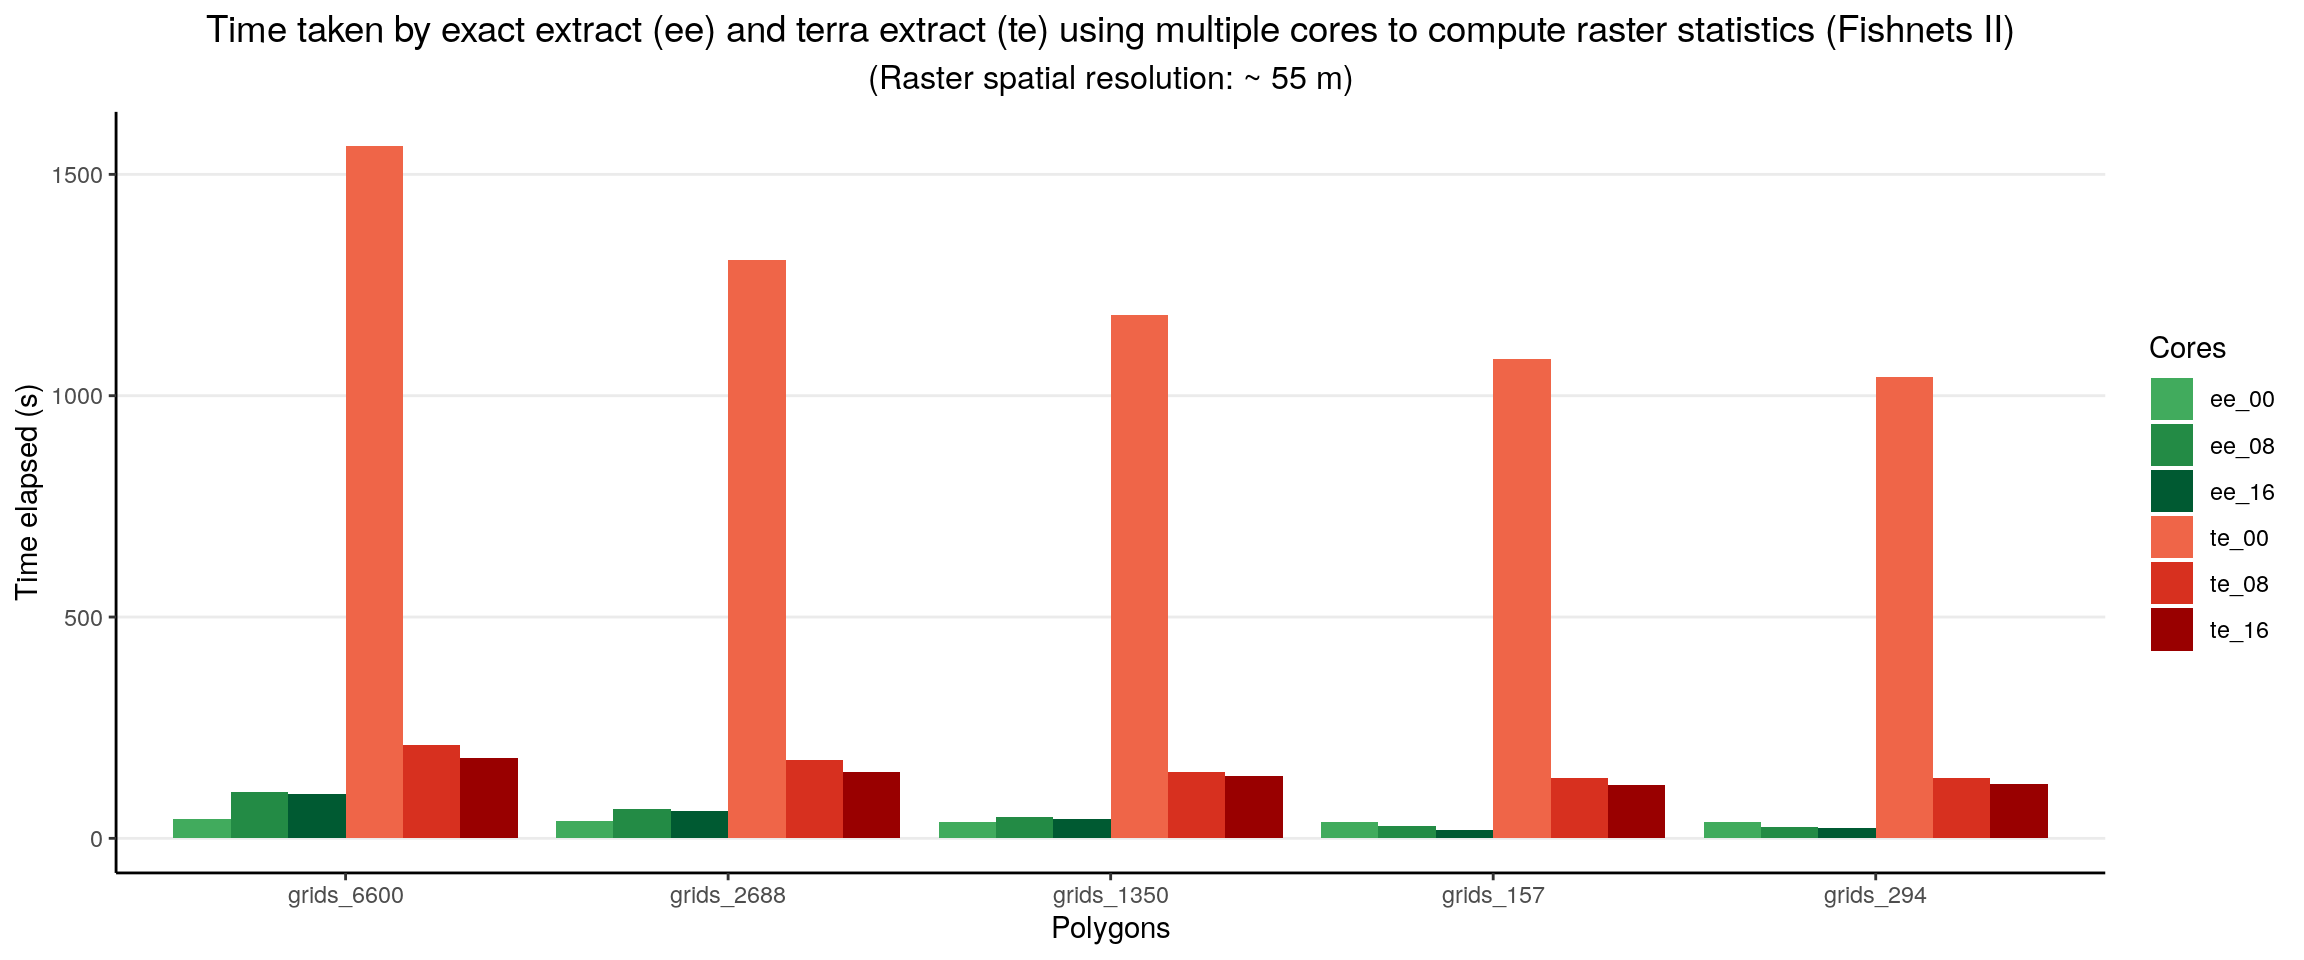 Time taken by exact extract (ee) and terra extract (te) using multiple cores to compute raster statistics (Fishnets II)
(Raster spatial resolution: ~ 55 m)
Time elapsed (s)
1500
1000
500
0
grids_6600
grids_2688
grids_1350
grids_157
grids_294
Polygons
Cores
ee_00
ee_08
ee_16
te_00
te_08
te_16